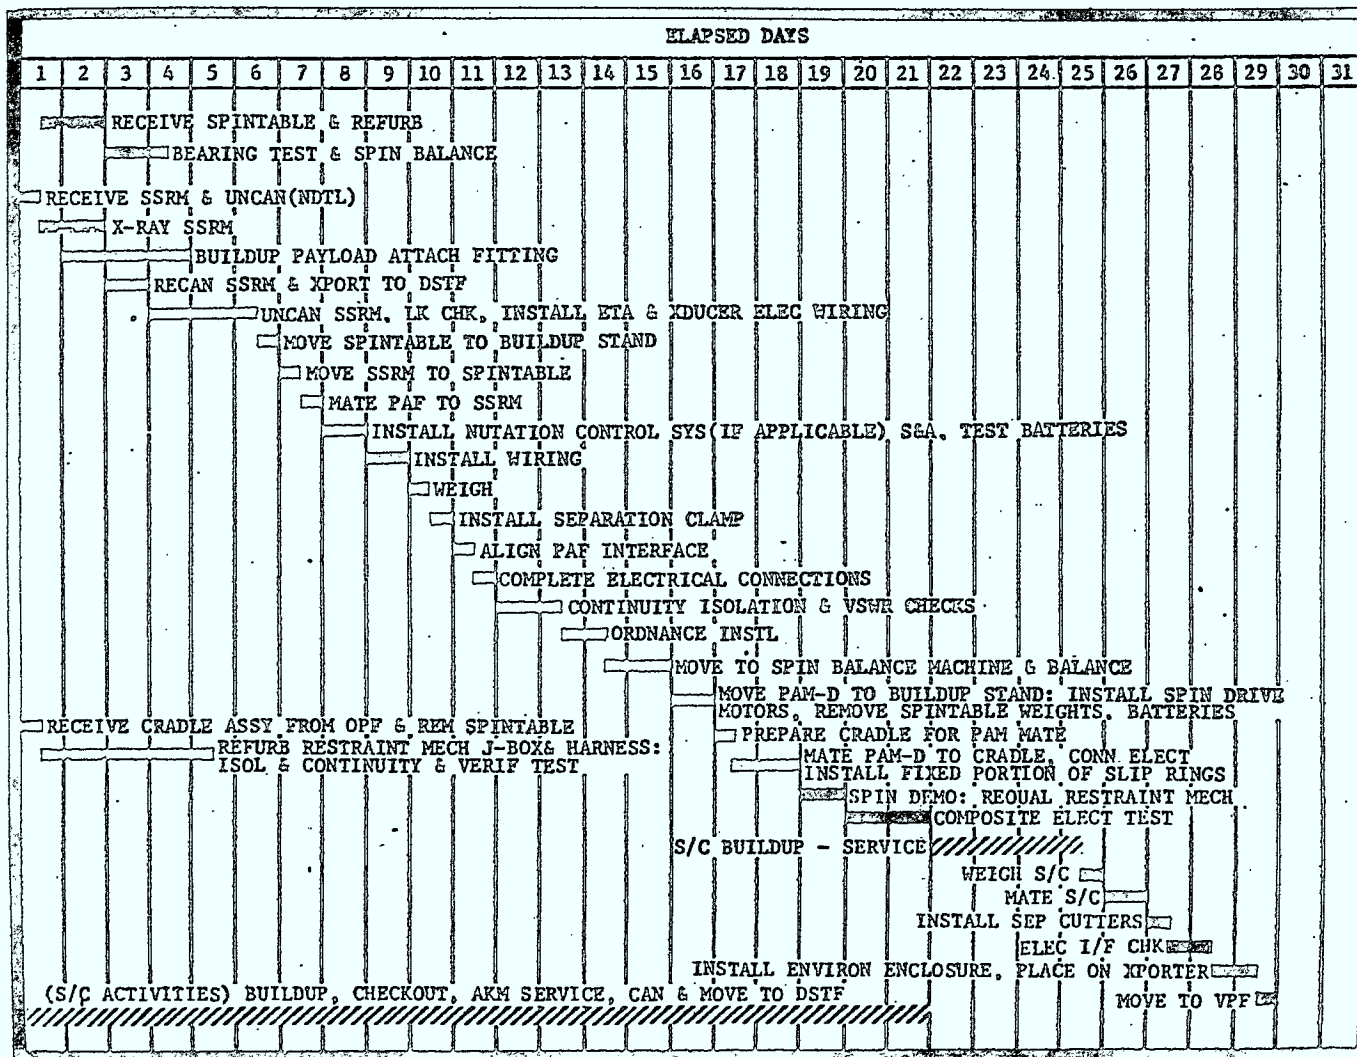 ELAPSED DAYS
1 2 3 4 5 6 7 8 9 10 11 12 13 14 15 16 17 18 19 20 21 22 23 24. 25 26 27 28 29 30 31
RECEIVE SPINTABLE & REFURB
BEARING TEST & SPIN BALANCE
RECEIVE SSRM & UNCAN(NDTL)
X-RAY SSRM
BUILDUP PAYLOAD ATTACH FITTING
RECAN SSRM & XPORT TO DSTF
UNCAN SSRM, LK CHK, INSTALL ETA & XDUCER ELEC WIRING
MOVE SPINTABLE TO BUILDUP STAND
MOVE SSRM TO SPINTABLE
MATE PAF TO SSRM
INSTALL NUTATION CONTROL SYS(IF APPLICABLE) S&A, TEST BATTERIES
INSTALL WIRING
WEIGH
INSTALL SEPARATION CLAMP
ALIGN PAF INTERFACE
COMPLETE ELECTRICAL CONNECTIONS
CONTINUITY ISOLATION & VSWR CHECKS
ORDNANCE INSTL
MOVE TO SPIN BALANCE MACHINE & BALANCE
MOVE PAM-D TO BUILDUP STAND: INSTALL SPIN DRIVE
MOTORS, REMOVE SPINTABLE WEIGHTS, BATTERIES
RECEIVE CRADLE ASSY FROM OPF & REM SPINTABLE
PREPARE CRADLE FOR PAM MATE
REFURB RESTRAINT MECH J-BOX& HARNESS:
ISOL & CONTINUITY & VERIF TEST
MATE PAM-D TO CRADLE, CONN ELECT
INSTALL FIXED PORTION OF SLIP RINGS
SPIN DEMO: REQUAL RESTRAINT MECH
COMPOSITE ELECT TEST
S/C BUILDUP - SERVICE
WEIGH S/C
MATE S/C
INSTALL SEP CUTTERS
ELEC I/F CHK
INSTALL ENVIRON ENCLOSURE, PLACE ON XPORTER
(S/C ACTIVITIES) BUILDUP, CHECKOUT, AKM SERVICE, CAN & MOVE TO DSTF
MOVE TO VPF